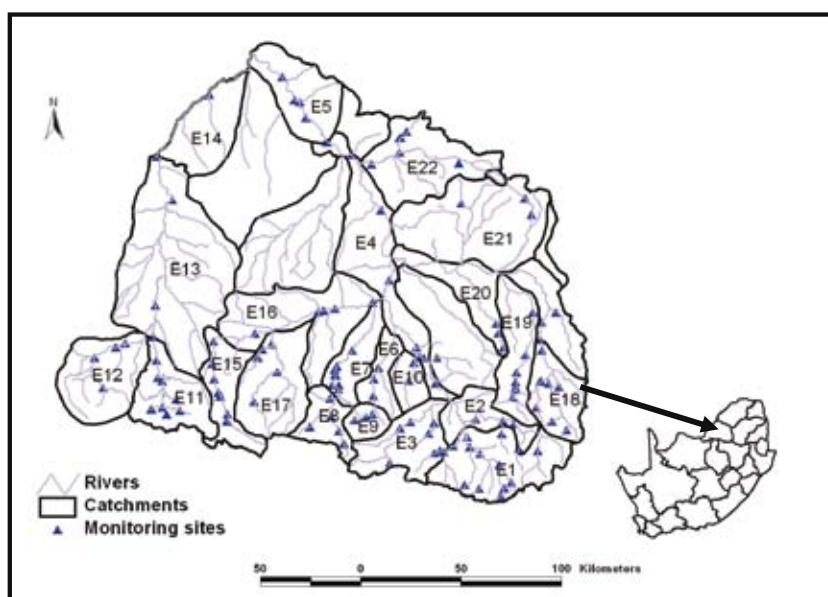 N
E5
E14
E22
E21
E4
E13
E20
E16
E19
E6
E15
E7
E12
E10
E18
E17
E11
E2
E8
E9
E3
E1
Rivers
Catchments
Monitoring sites
50 0 50 100 Kilometers